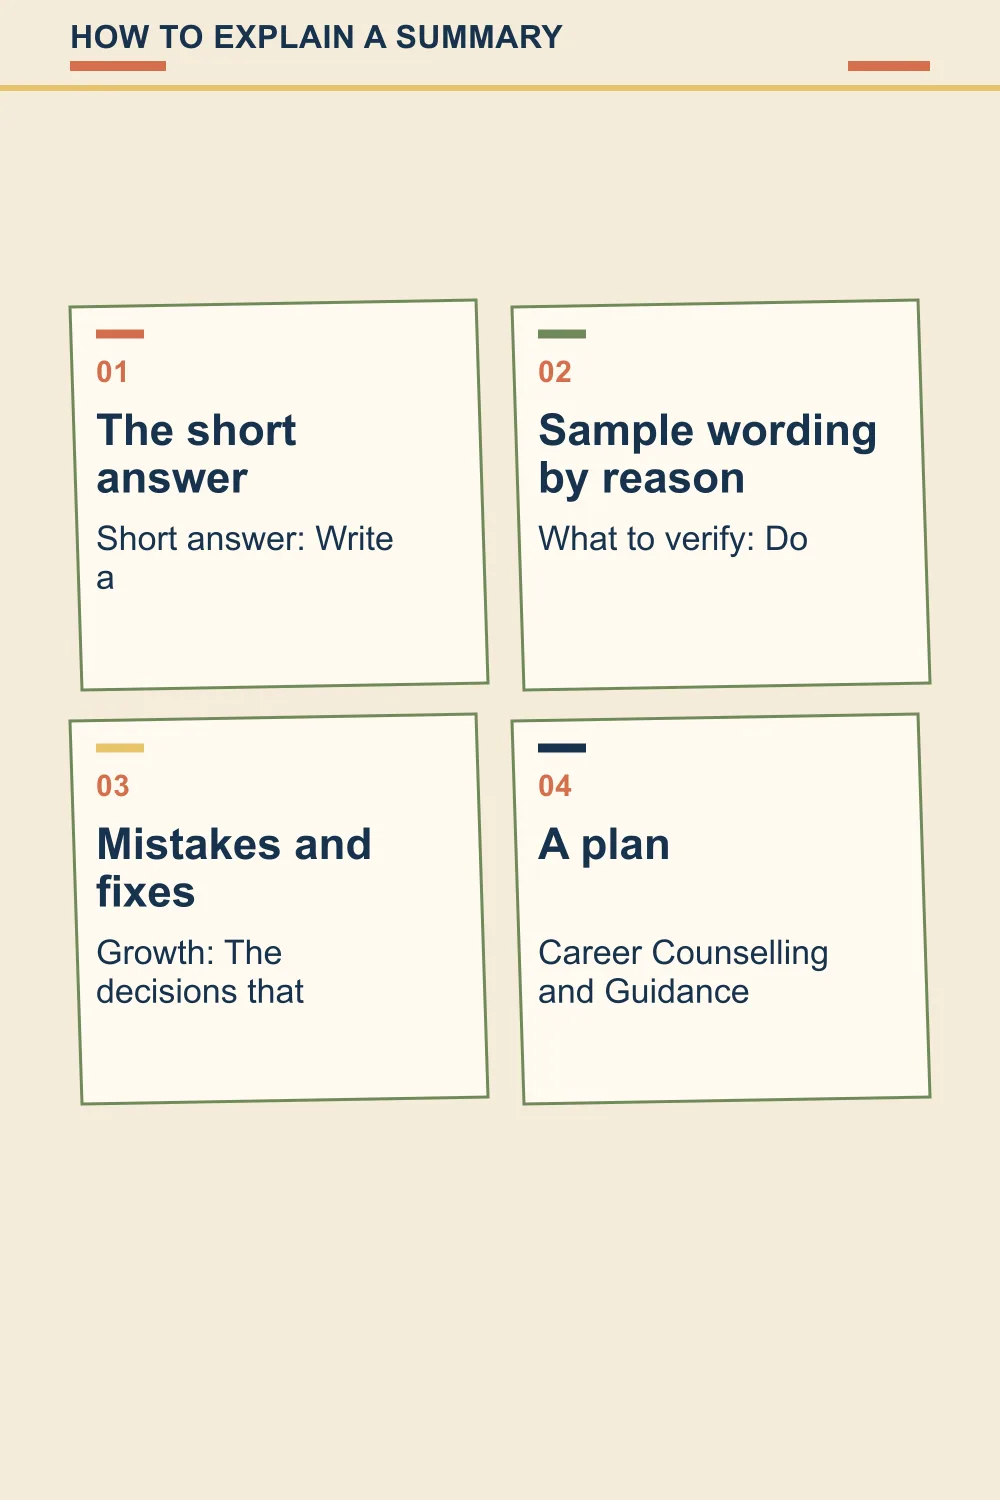 HOW TO EXPLAIN A SUMMARY
01
The short
answer
Short answer: Write
a
02
Sample wording
by reason
What to verify: Do
03
Mistakes and
fixes
Growth: The
decisions that
04
A plan
Career Counselling
and Guidance